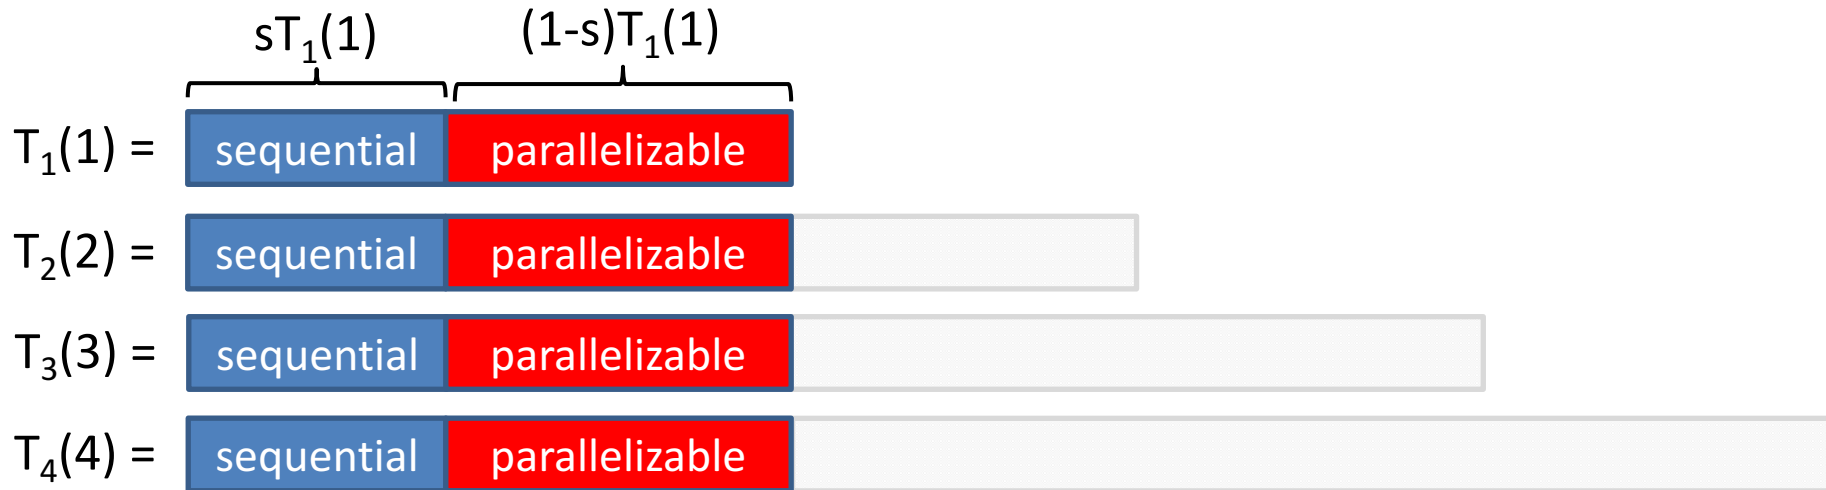 sT₁(1) (1-s)T₁(1)
T₁(1) = sequential parallelizable
T₂(2) = sequential parallelizable
T₃(3) = sequential parallelizable
T₄(4) = sequential parallelizable